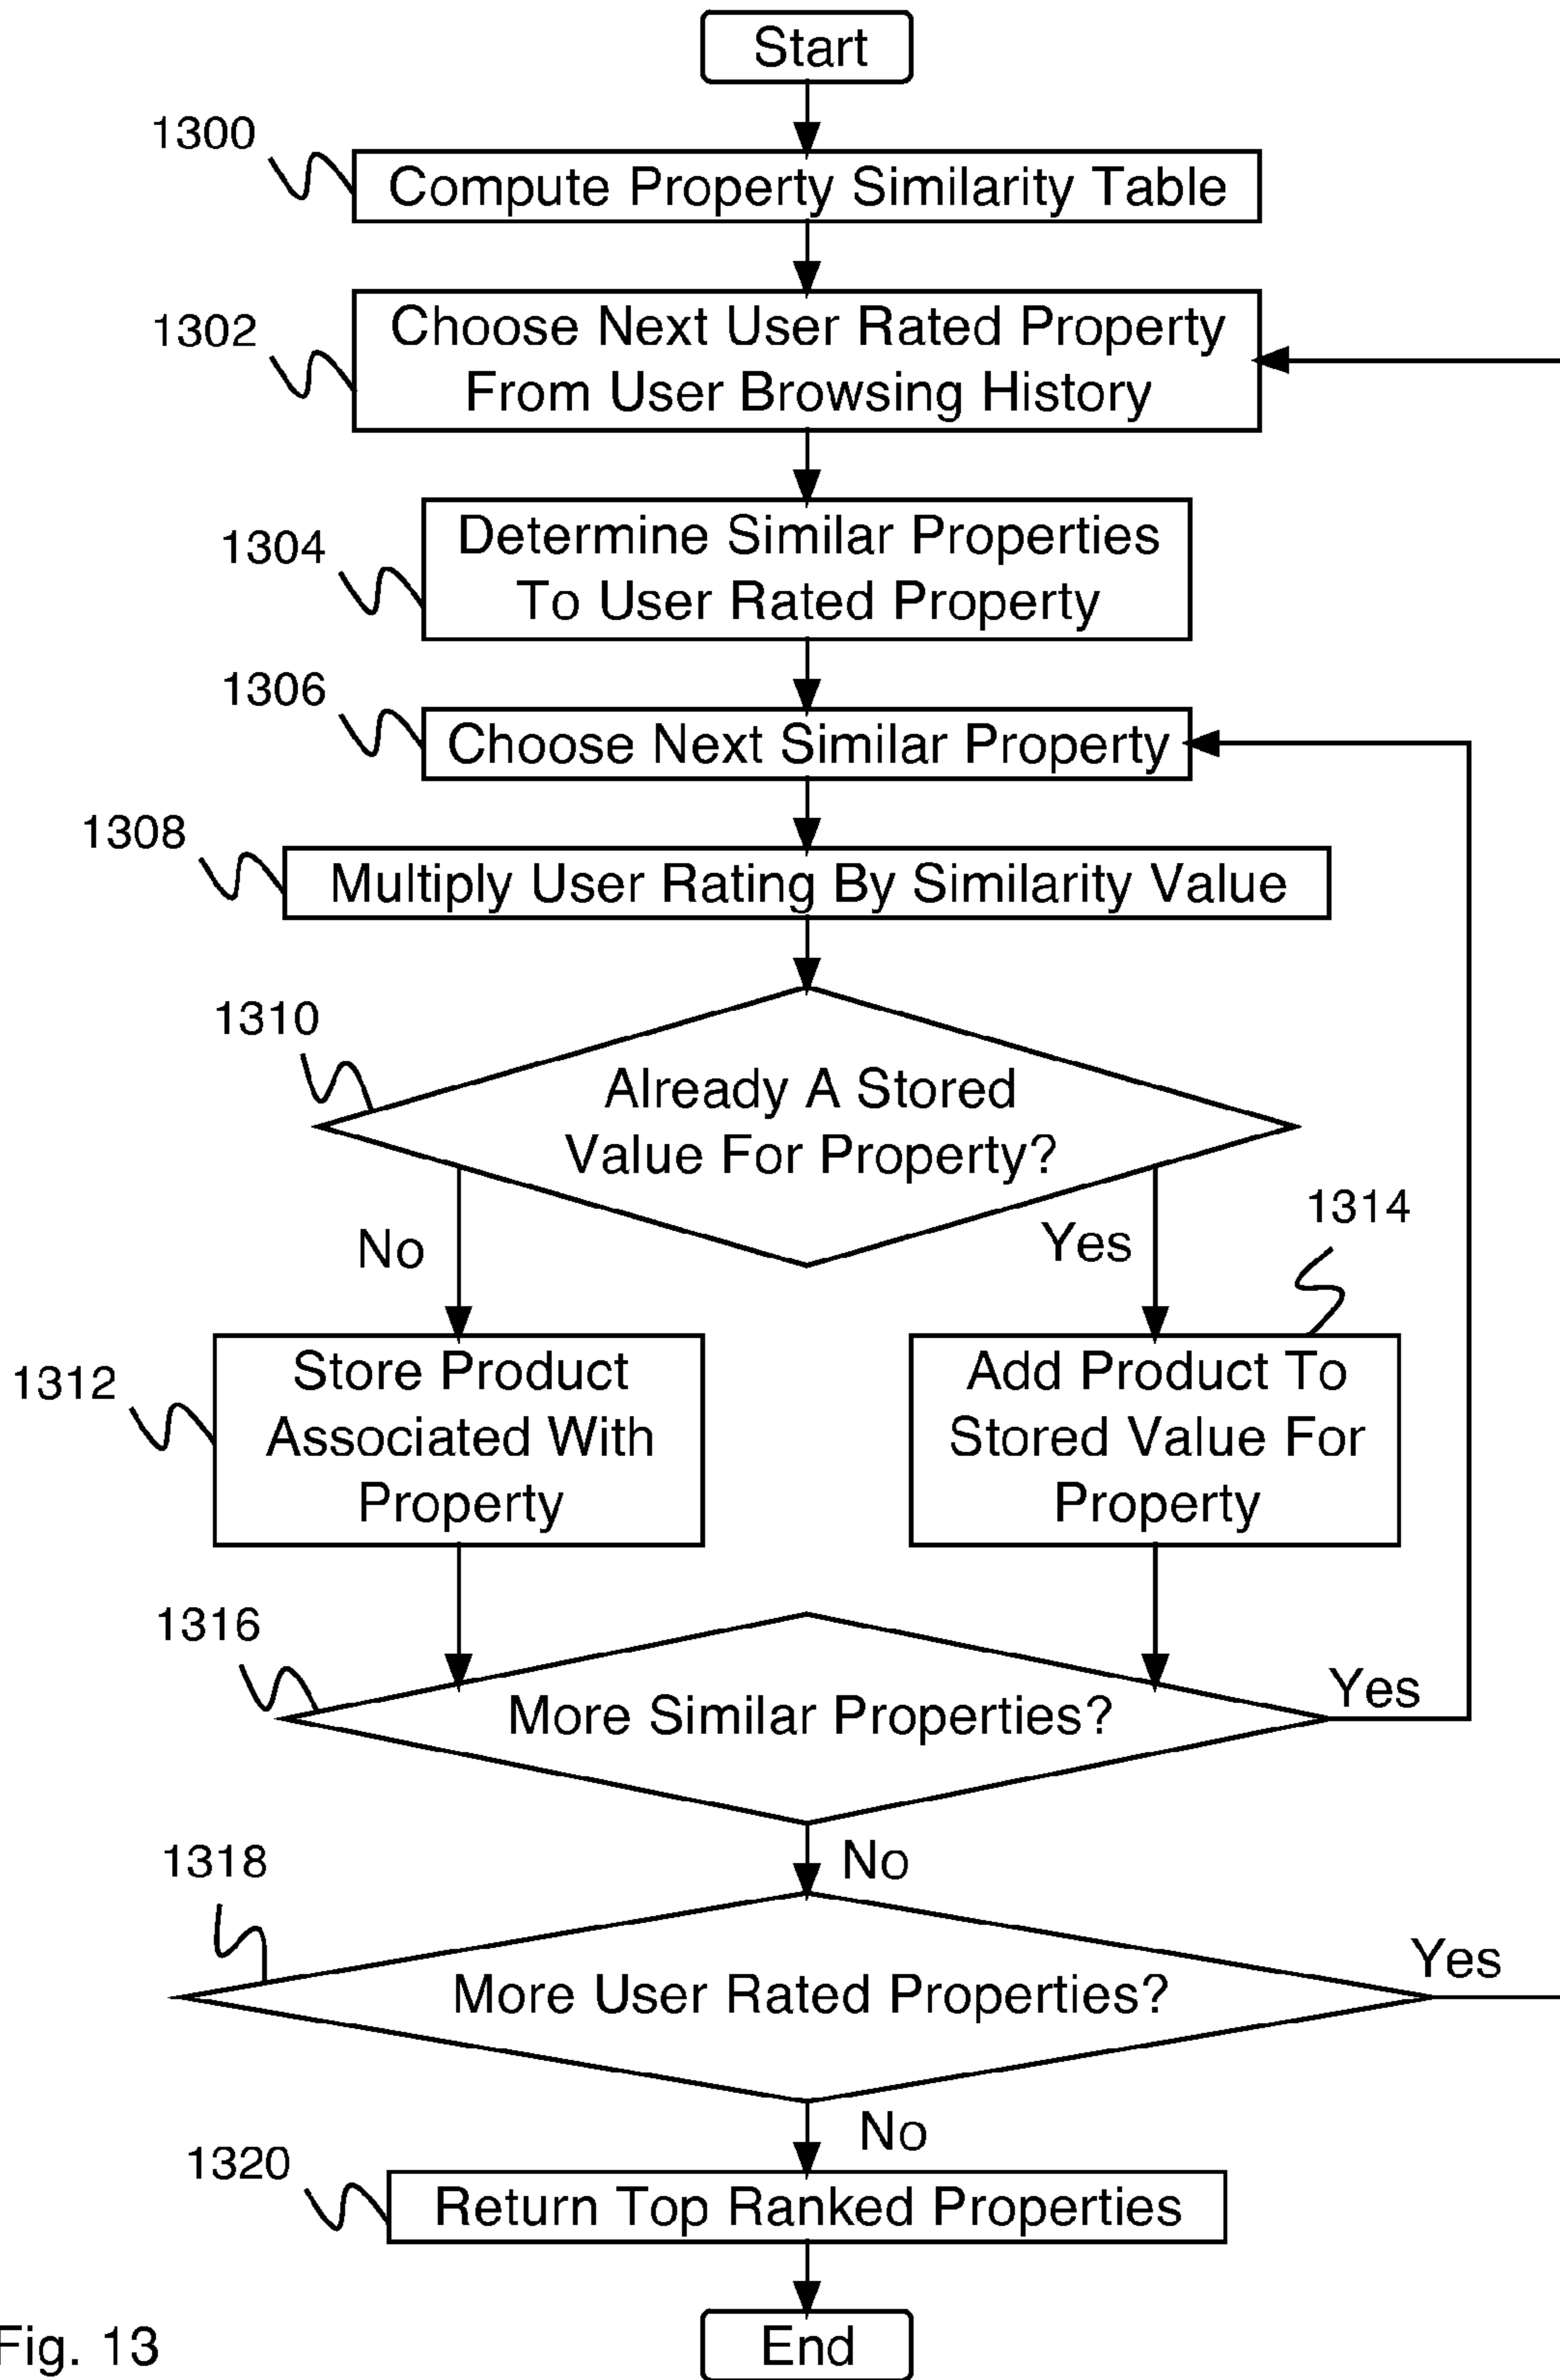 Start
1300
Compute Property Similarity Table
1302
Choose Next User Rated Property
From User Browsing History
1304
Determine Similar Properties
To User Rated Property
1306
Choose Next Similar Property
1308
Multiply User Rating By Similarity Value
1310
Already A Stored
Value For Property?
No
Yes
1314
1312
Store Product
Associated With
Property
Add Product To
Stored Value For
Property
1316
More Similar Properties?
Yes
No
1318
More User Rated Properties?
Yes
No
1320
Return Top Ranked Properties
End
Fig. 13